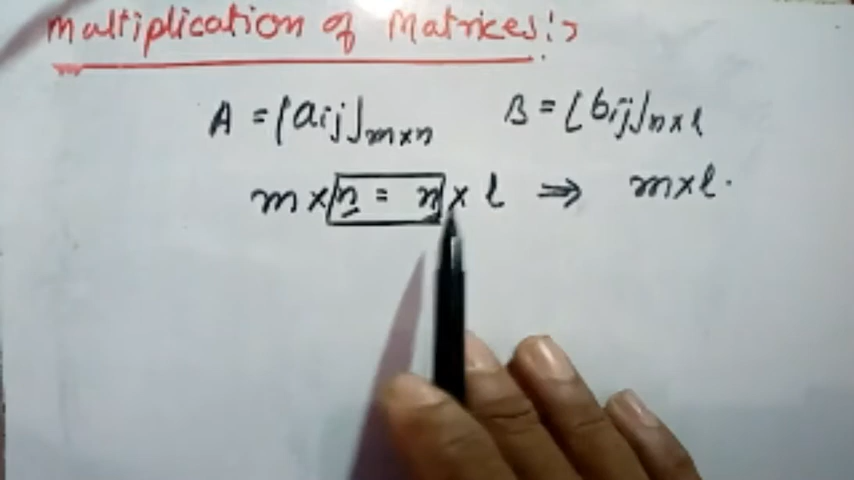 Multiplication of Matrices:→
A = [aij]m×n B = [bij]n×l
m×n = n×l ⇒ m×l.